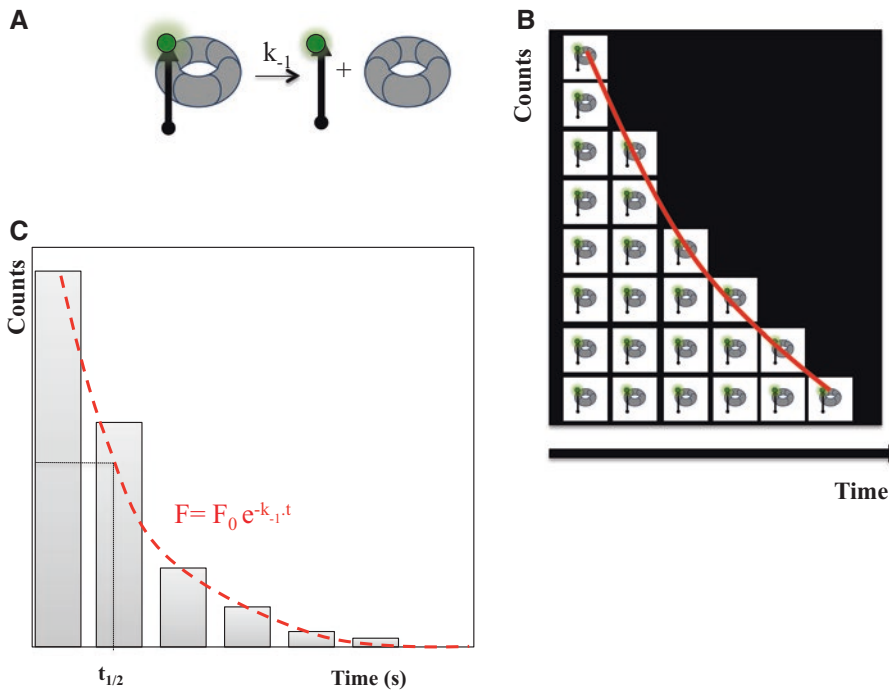 A
k-1
+
B
Counts
Time
C
Counts
F= F0 e-k-1.t
t1/2
Time (s)